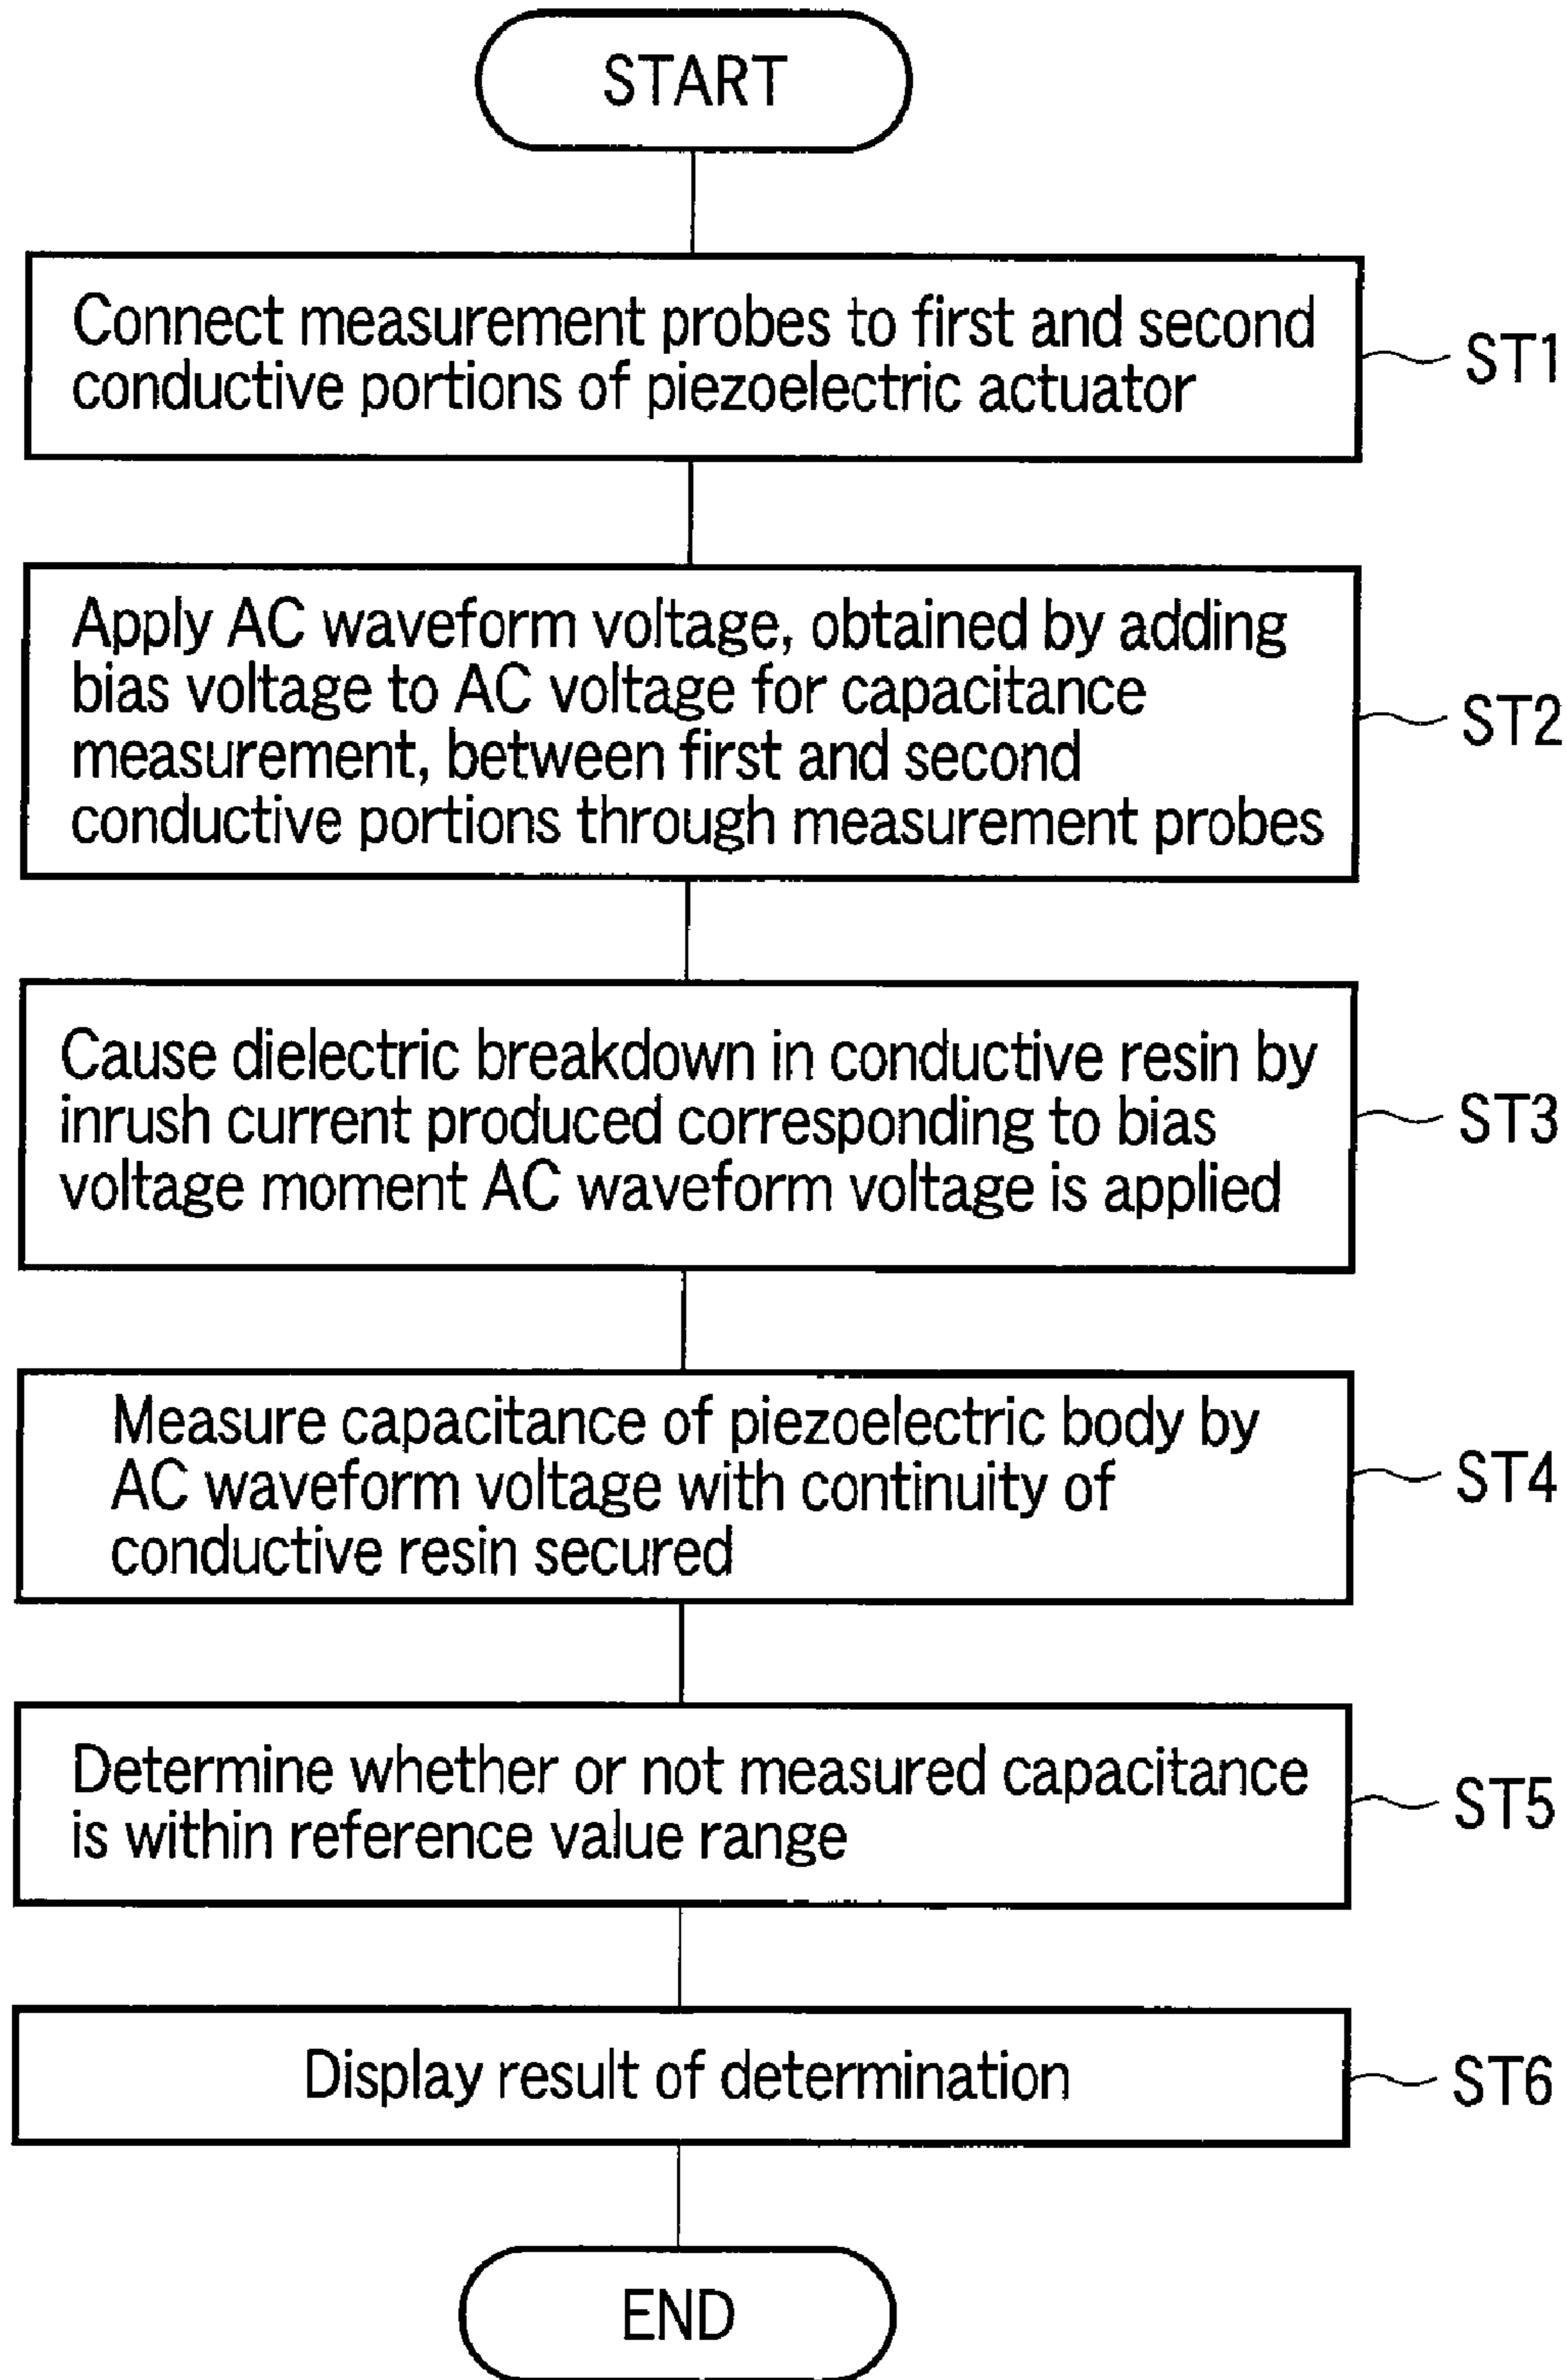 START
Connect measurement probes to first and second
conductive portions of piezoelectric actuator
ST1
Apply AC waveform voltage, obtained by adding
bias voltage to AC voltage for capacitance
measurement, between first and second
conductive portions through measurement probes
ST2
Cause dielectric breakdown in conductive resin by
inrush current produced corresponding to bias
voltage moment AC waveform voltage is applied
ST3
Measure capacitance of piezoelectric body by
AC waveform voltage with continuity of
conductive resin secured
ST4
Determine whether or not measured capacitance
is within reference value range
ST5
Display result of determination
ST6
END